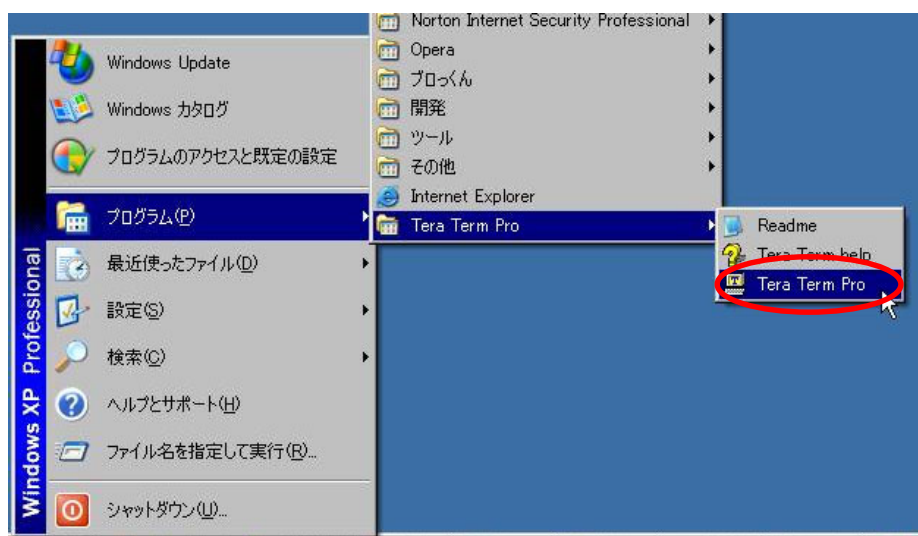 Windows XP Professional
Windows Update
Windows カタログ
プログラムのアクセスと既定の設定
プログラム(P)
最近使ったファイル(D)
設定(S)
検索(C)
ヘルプとサポート(H)
ファイル名を指定して実行(R)...
シャットダウン(U)...
Norton Internet Security Professional
Opera
ブロっくん
開発
ツール
その他
Internet Explorer
Tera Term Pro
Readme
Tera Term help
Tera Term Pro